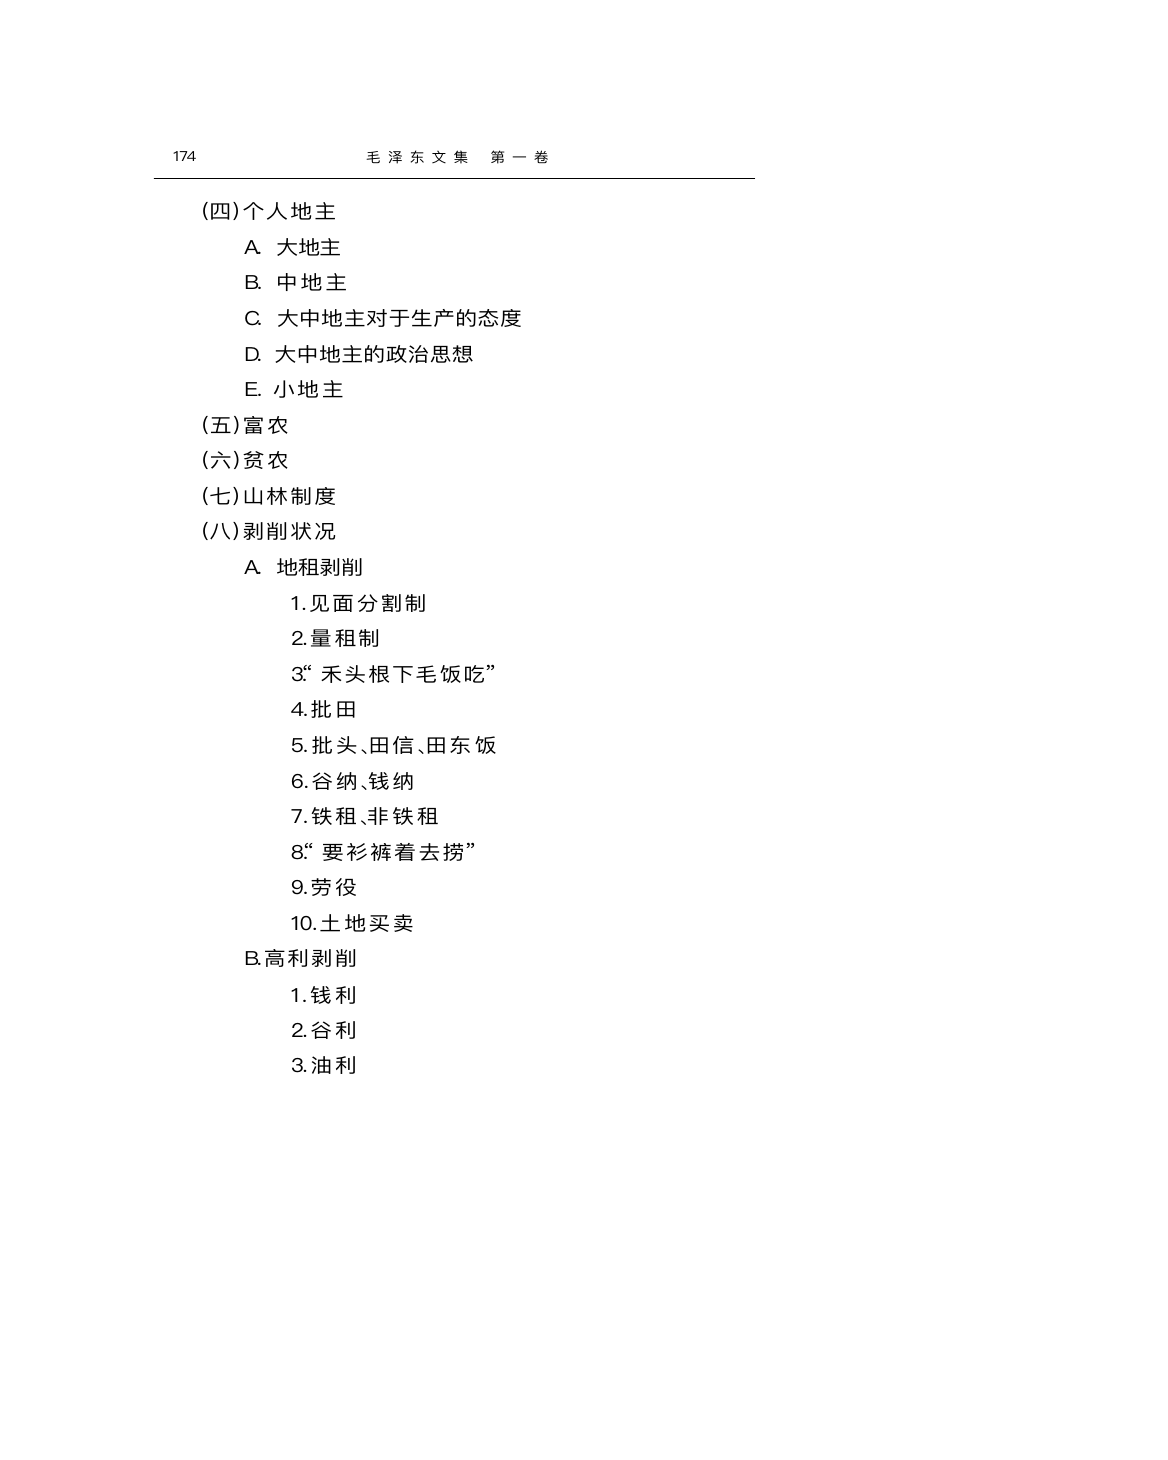 174 毛泽东文集 第一卷
(四)个人地主
A. 大地主
B. 中地主
C. 大中地主对于生产的态度
D. 大中地主的政治思想
E. 小地主
(五)富农
(六)贫农
(七)山林制度
(八)剥削状况
A. 地租剥削
1.见面分割制
2.量租制
3.“禾头根下毛饭吃”
4.批田
5.批头、田信、田东饭
6.谷纳、钱纳
7.铁租、非铁租
8.“要衫裤着去捞”
9.劳役
10.土地买卖
B.高利剥削
1.钱利
2.谷利
3.油利